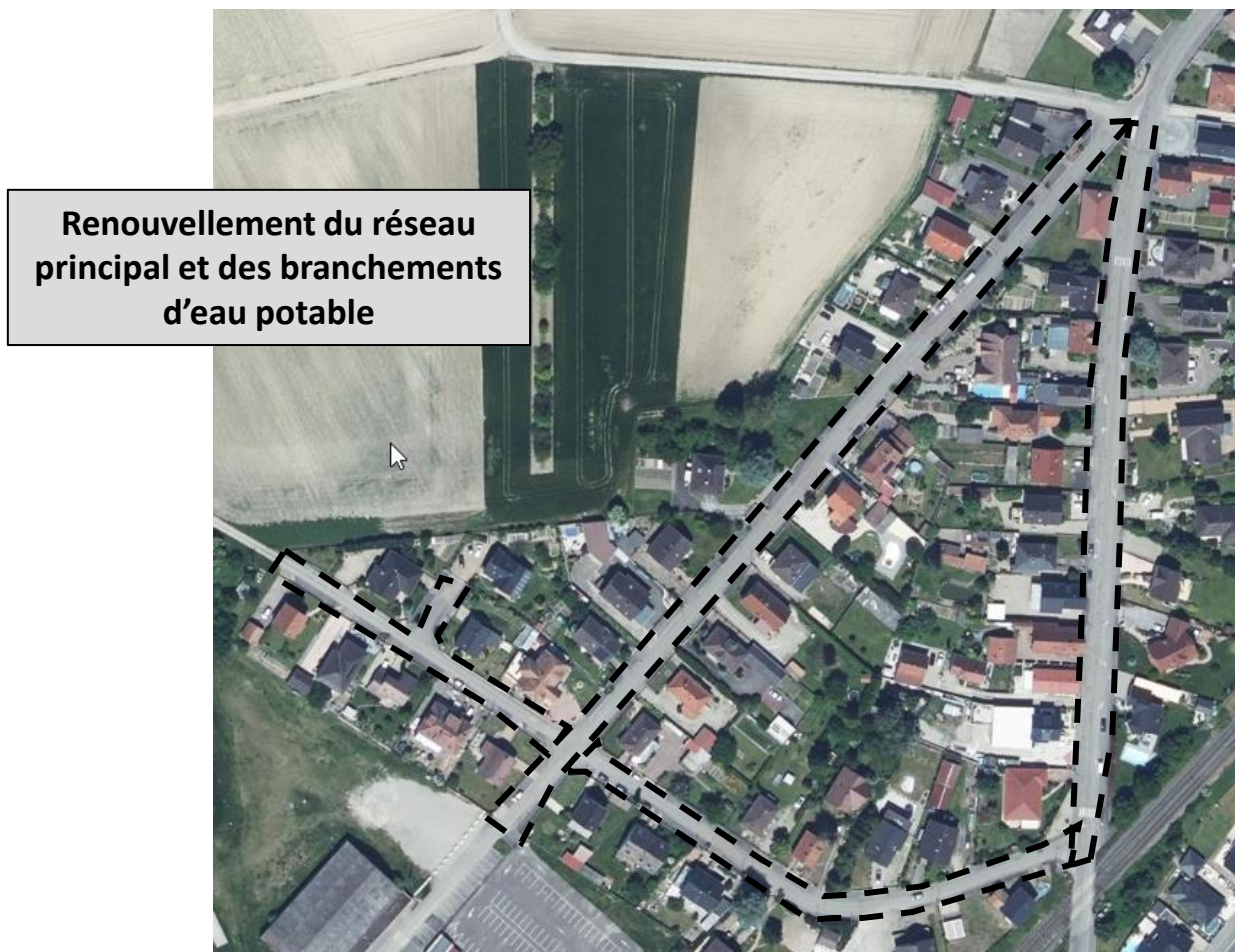 Renouvellement du réseau
principal et des branchements
d’eau potable